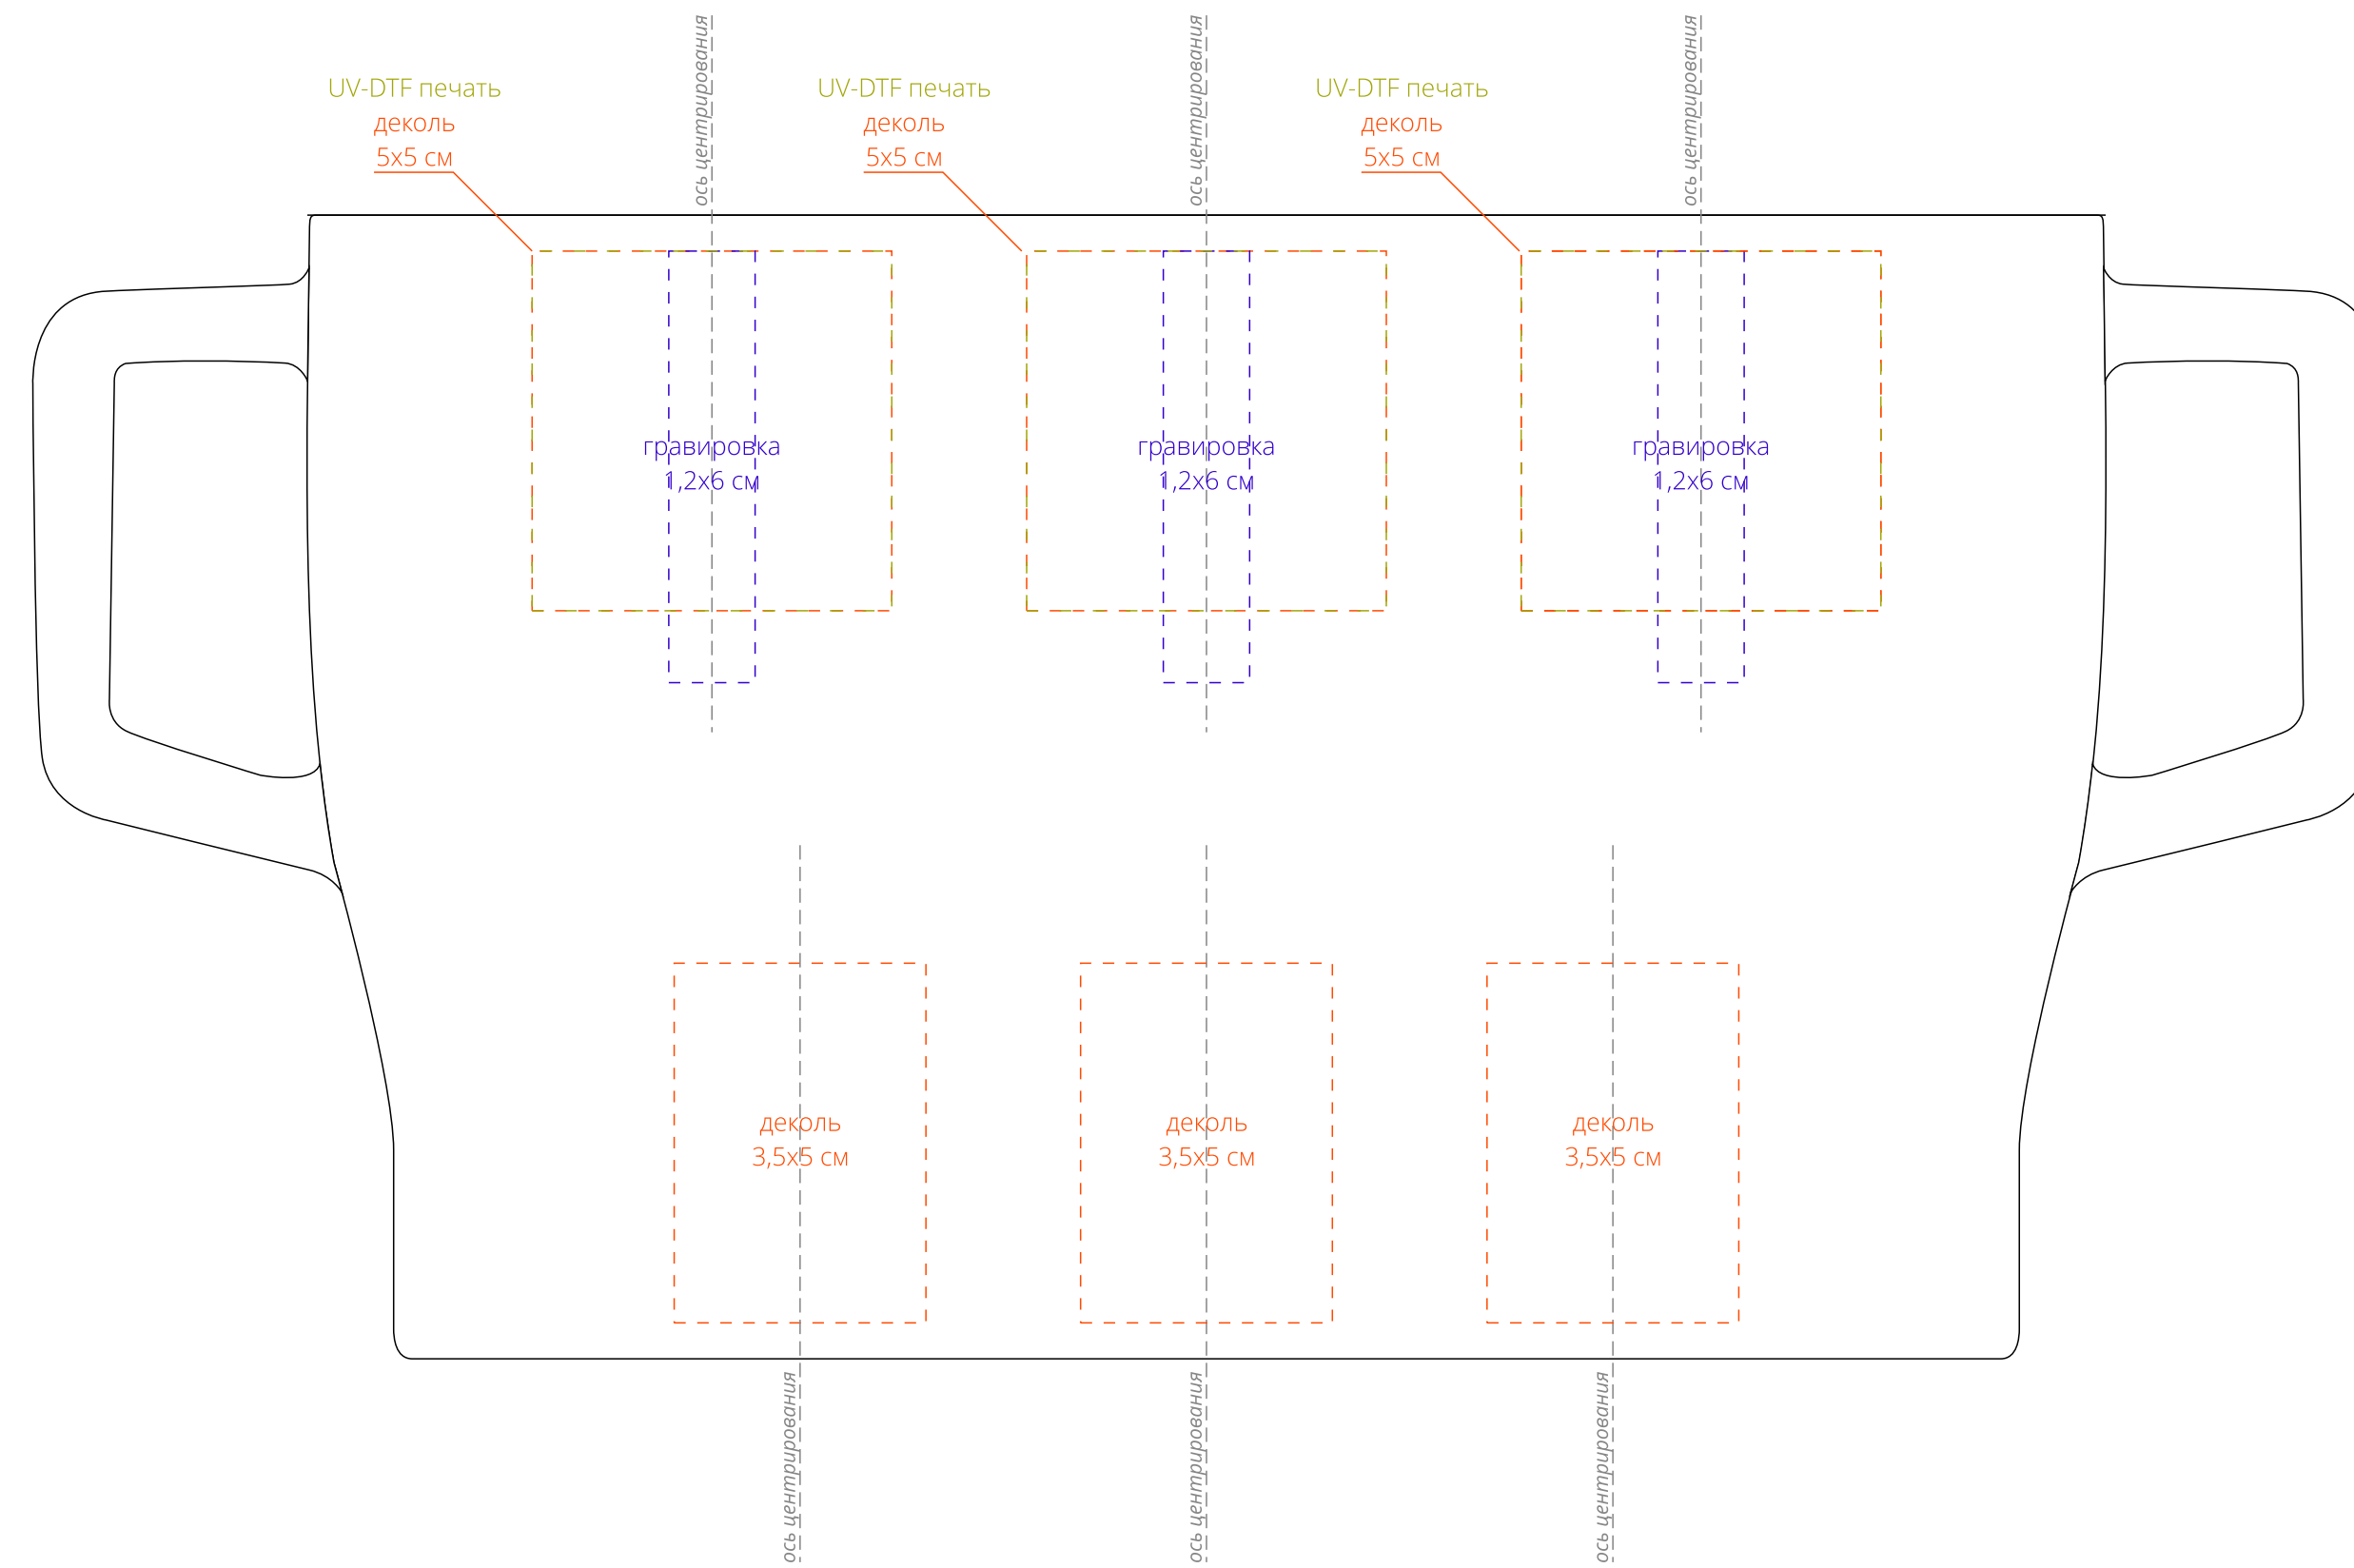 ось центрирования
ось центрирования
ось центрирования
UV-DTF печать
деколь
5х5 см
UV-DTF печать
деколь
5х5 см
UV-DTF печать
деколь
5х5 см
гравировка
1,2х6 см
гравировка
1,2х6 см
гравировка
1,2х6 см
деколь
3,5х5 см
деколь
3,5х5 см
деколь
3,5х5 см
ось центрирования
ось центрирования
ось центрирования